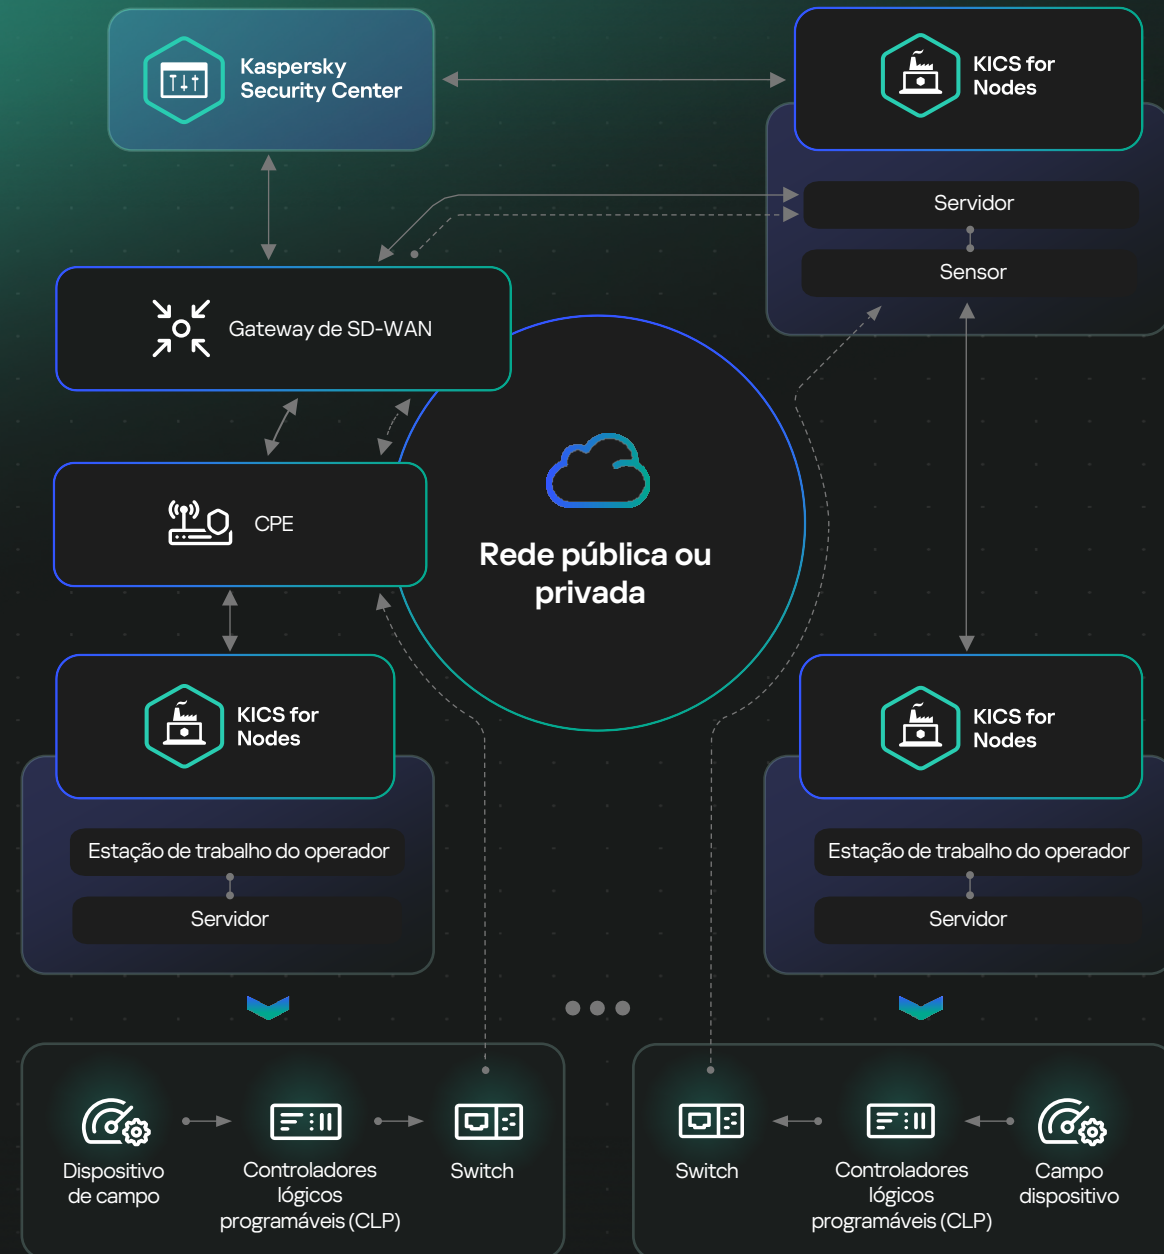 Kaspersky
Security Center
KICS for
Nodes
Servidor
Sensor
Gateway de SD-WAN
CPE
Rede pública ou
privada
KICS for
Nodes
Estação de trabalho do operador
Servidor
KICS for
Nodes
Estação de trabalho do operador
Servidor
Dispositivo
de campo
Controladores
lógicos
programáveis (CLP)
Switch
Switch
Controladores
lógicos
programáveis (CLP)
Campo
dispositivo